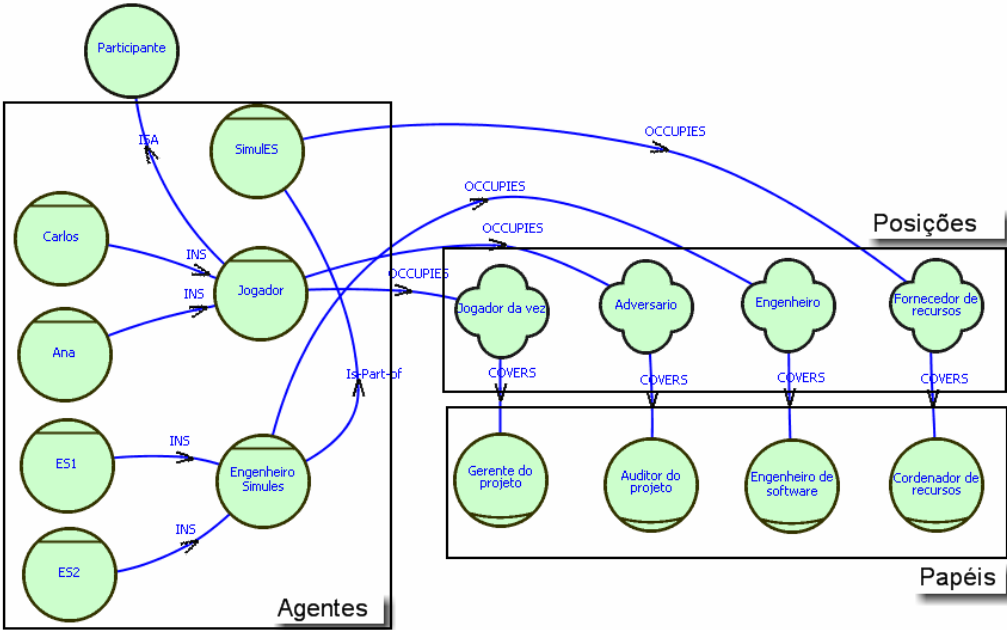 Participante
ISA
SimulES
OCCUPIES
OCCUPIES
Posições
Carlos
INS
OCCUPIES
Jogador
OCCUPIES
INS
Jogador da vez
Adversario
Engenheiro
Fornecedor de
recursos
Ana
Is-Part-of
COVERS
COVERS
COVERS
COVERS
ES1
INS
Engenheiro
Simules
Gerente do
projeto
Auditor do
projeto
Engenheiro de
software
Cordenador de
recursos
INS
ES2
Papéis
Agentes